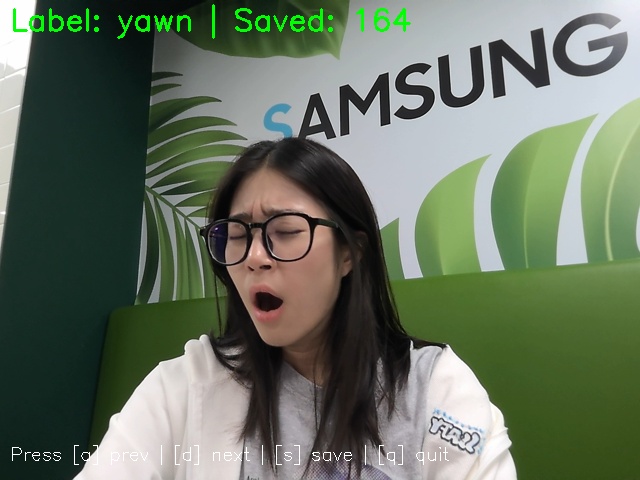 Label: yawn | Saved: 164
SAMSUNG
Press [a] prev | [d] next | [s] save | [q] quit